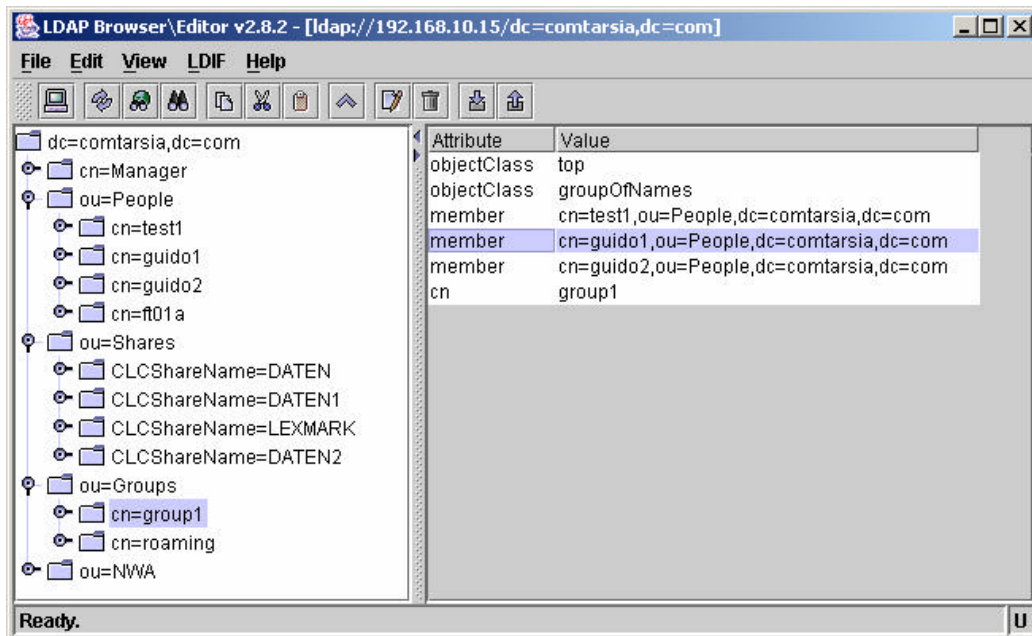 LDAP Browser\Editor v2.8.2 - [ldap://192.168.10.15/dc=comtarsia,dc=com]
File Edit View LDIF Help
dc=comtarsia,dc=com
cn=Manager
ou=People
cn=test1
cn=guido1
cn=guido2
cn=ft01a
ou=Shares
CLCShareName=DATEN
CLCShareName=DATEN1
CLCShareName=LEXMARK
CLCShareName=DATEN2
ou=Groups
cn=group1
cn=roaming
ou=NWA
Attribute Value
objectClass top
objectClass groupOfNames
member cn=test1,ou=People,dc=comtarsia,dc=com
member cn=guido1,ou=People,dc=comtarsia,dc=com
member cn=guido2,ou=People,dc=comtarsia,dc=com
cn group1
Ready. U